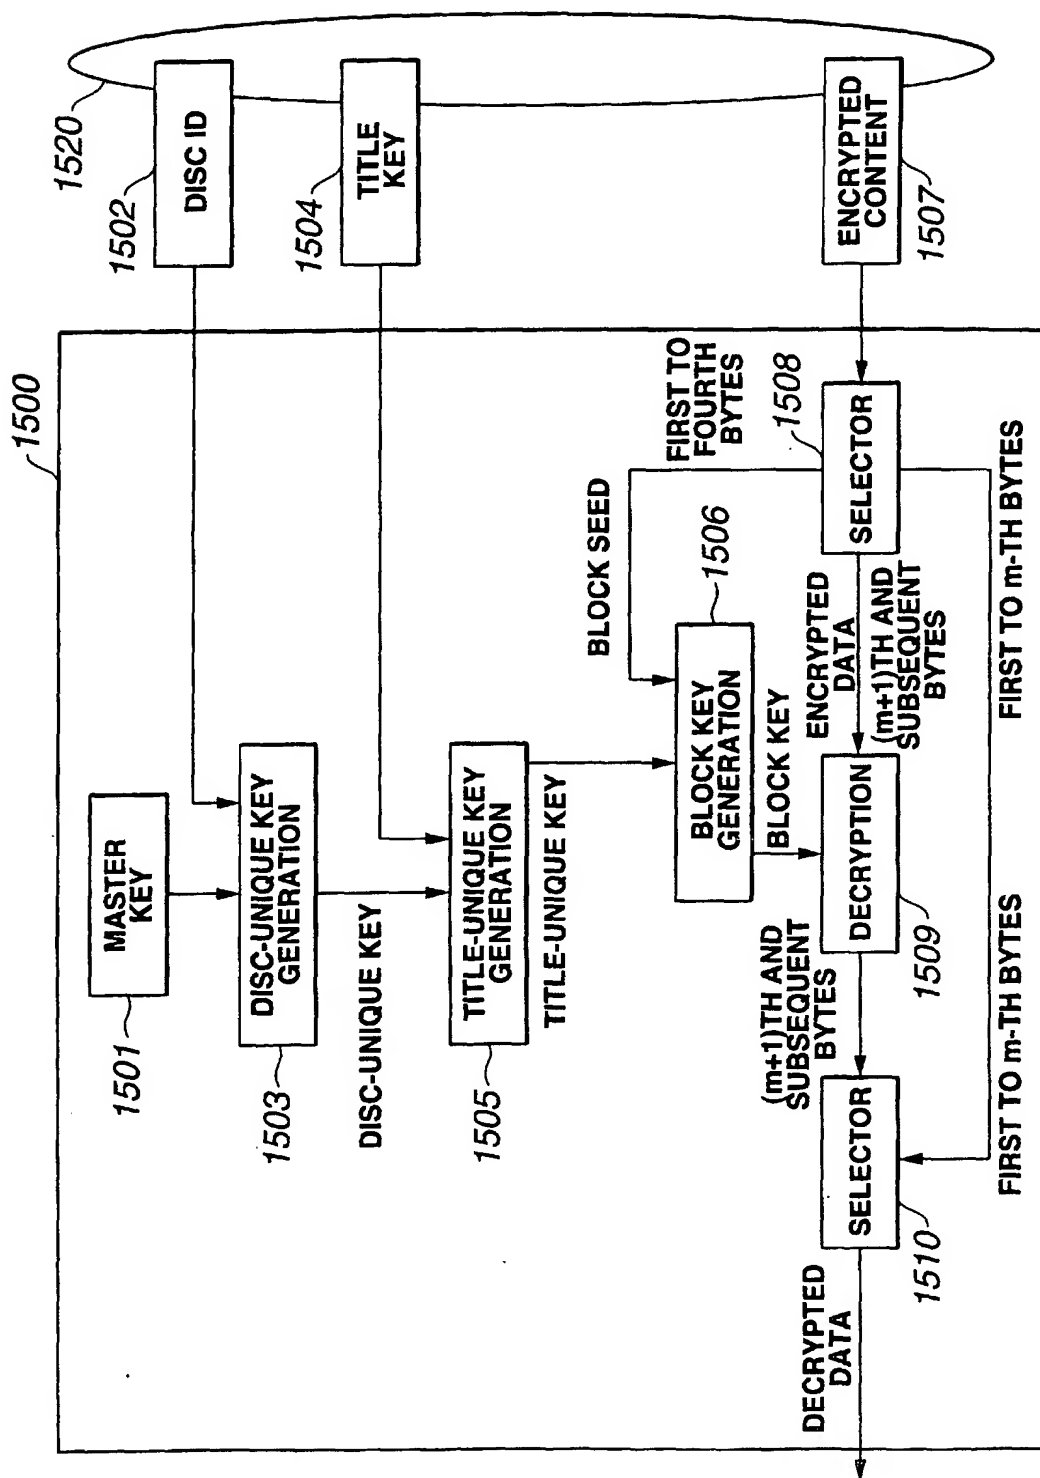 1500
1520
1502
DISC ID
1504
TITLE
KEY
ENCRYPTED
CONTENT
1507
MASTER
KEY
1501
DISC-UNIQUE KEY
GENERATION
1503
DISC-UNIQUE KEY
TITLE-UNIQUE KEY
GENERATION
1505
TITLE-UNIQUE KEY
BLOCK SEED
FIRST TO
FOURTH
BYTES
1508
SELECTOR
1506
BLOCK KEY
GENERATION
BLOCK KEY
ENCRYPTED
DATA
(m+1)TH AND
SUBSEQUENT
BYTES
FIRST TO m-TH BYTES
DECRYPTION
1509
(m+1)TH AND
SUBSEQUENT
BYTES
SELECTOR
1510
FIRST TO m-TH BYTES
DECRYPTED
DATA